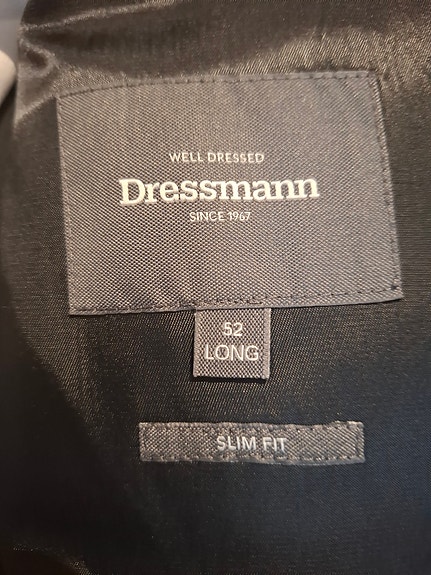 WELL DRESSED
Dressmann
SINCE 1967
52
LONG
SLIM FIT